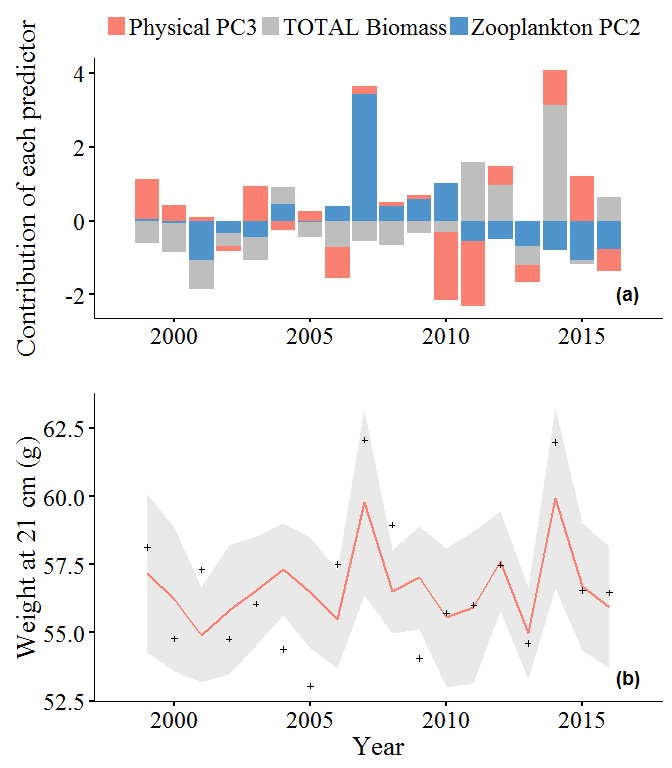 Physical PC3 TOTAL Biomass Zooplankton PC2
Contribution of each predictor
4
2
0
-2
(a)
2000 2005 2010 2015
Weight at 21 cm (g)
62.5
60.0
57.5
55.0
52.5
(b)
2000 2005 2010 2015
Year